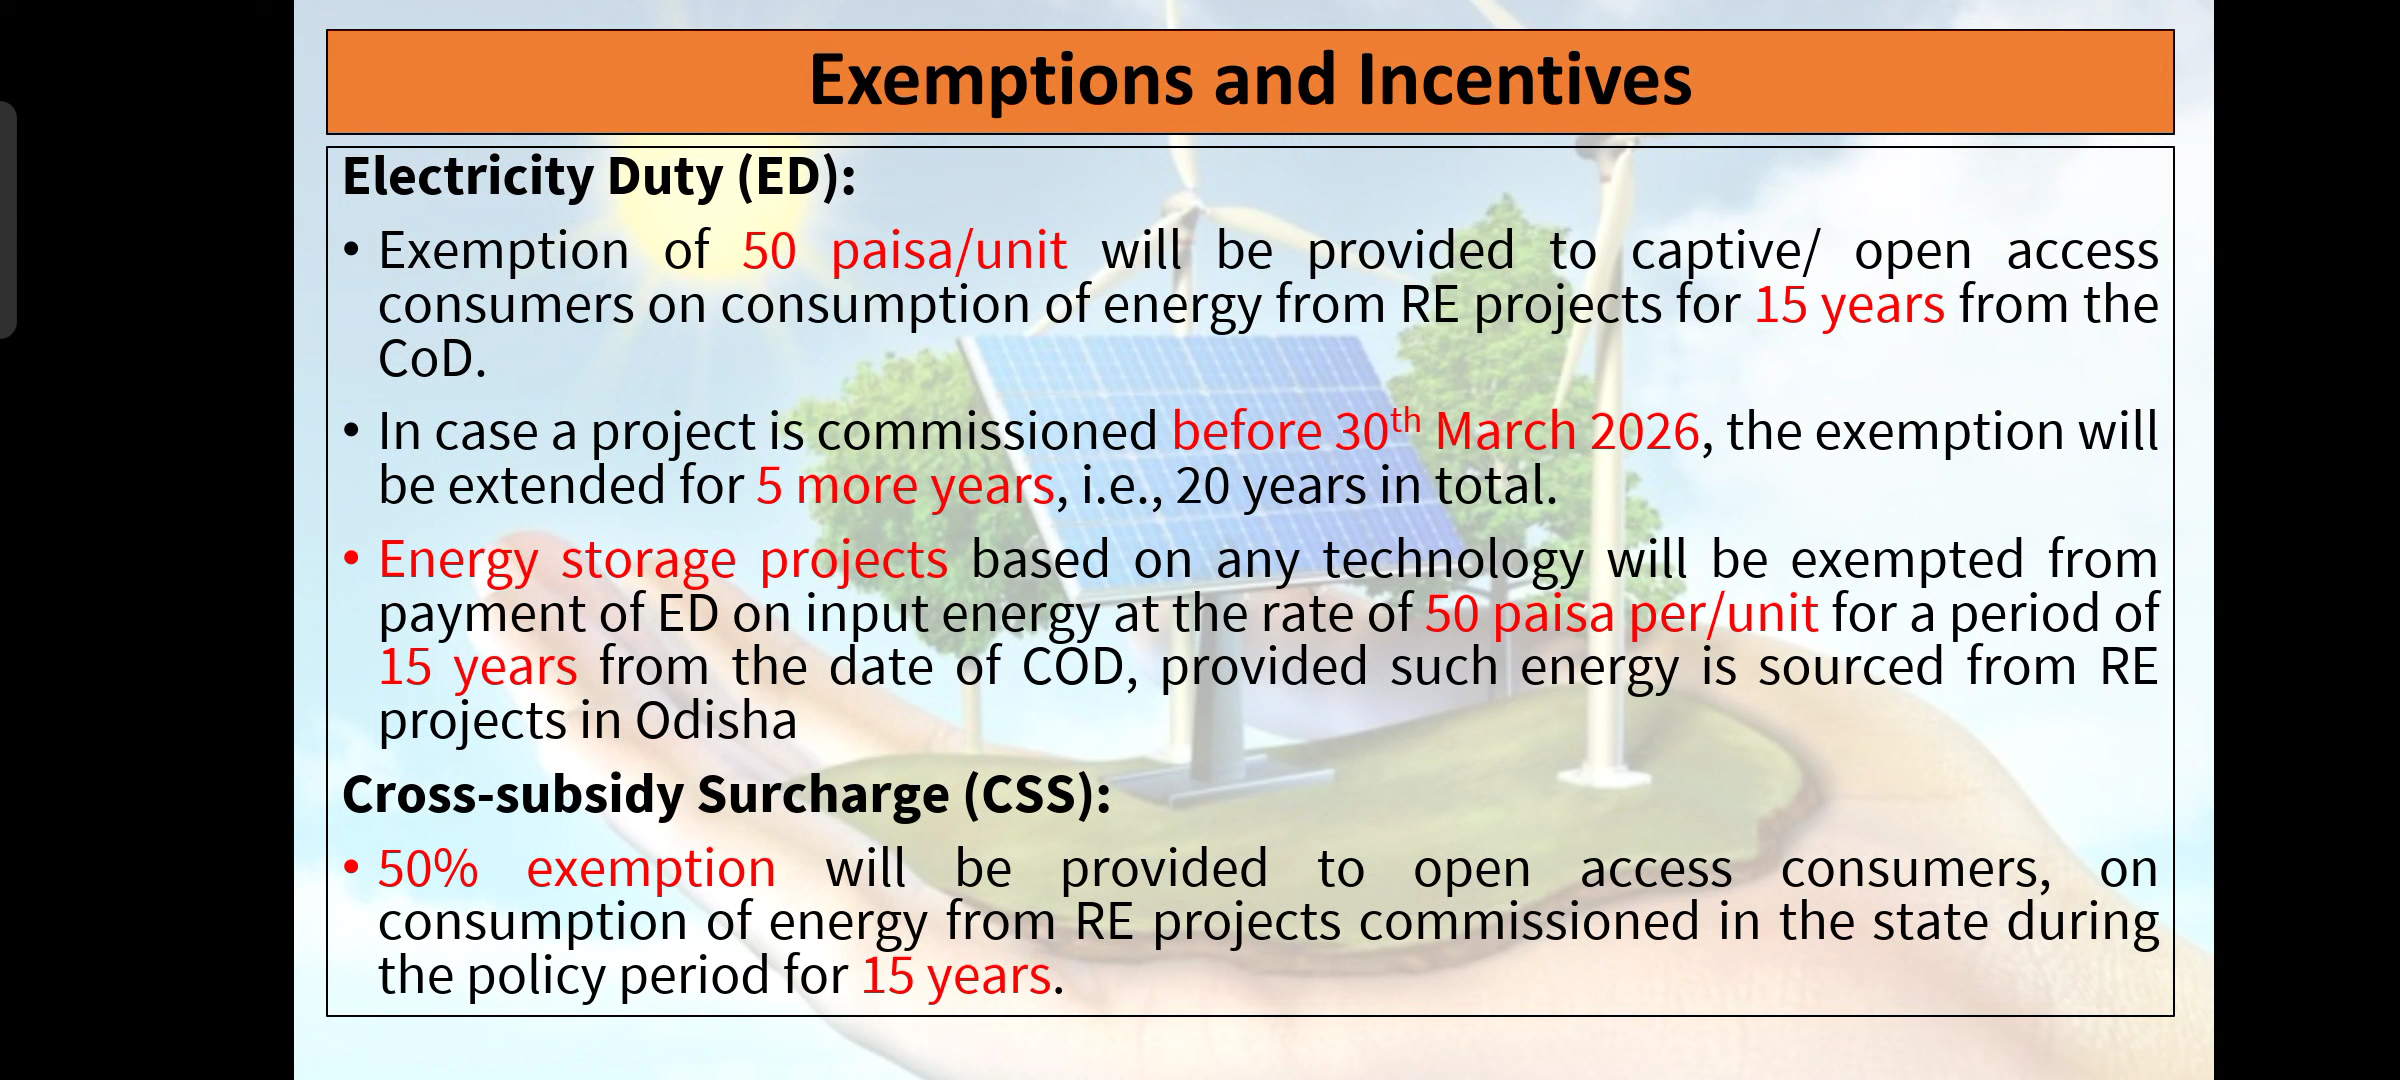 Exemptions and Incentives
Electricity Duty (ED):
• Exemption of 50 paisa/unit will be provided to captive/ open access
consumers on consumption of energy from RE projects for 15 years from the
CoD.
• In case a project is commissioned before 30th March 2026, the exemption will
be extended for 5 more years, i.e., 20 years in total.
• Energy storage projects based on any technology will be exempted from
payment of ED on input energy at the rate of 50 paisa per/unit for a period of
15 years from the date of COD, provided such energy is sourced from RE
projects in Odisha
Cross-subsidy Surcharge (CSS):
• 50% exemption will be provided to open access consumers, on
consumption of energy from RE projects commissioned in the state during
the policy period for 15 years.